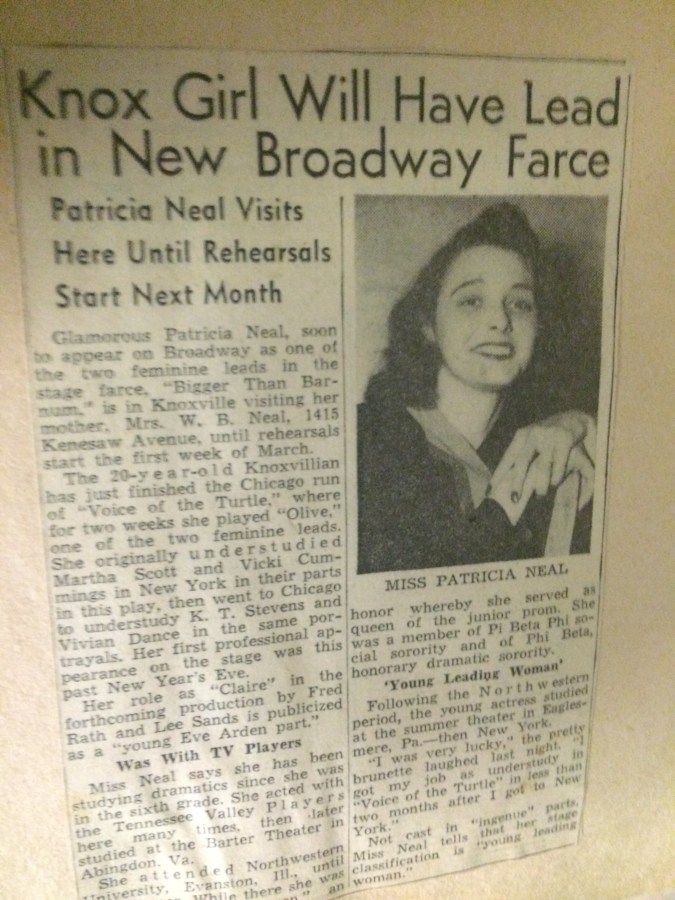 Knox Girl Will Have Lead
in New Broadway Farce
Patricia Neal Visits
Here Until Rehearsals
Start Next Month
Glamorous Patricia Neal, soon
to appear on Broadway as one of
the two feminine leads in the
stage farce, "Bigger Than Bar-
num," is in Knoxville visiting her
mother, Mrs. W. B. Neal, 1415
Kenesaw Avenue, until rehearsals
start the first week of March.
The 20-year-old Knoxvillian
has just finished the Chicago run
of "Voice of the Turtle," where
for two weeks she played "Olive,"
one of the two feminine leads.
She originally understudied
Martha Scott and Vicki Cum-
mings in New York in their parts
in this play, then went to Chicago
to understudy K. T. Stevens and
Vivian Dance in the same por-
trayals. Her first professional ap-
pearance on the stage was this
past New Year's Eve.
Her role as "Claire" in the
forthcoming production by Fred
Rath and Lee Sands is publicized
as a "young Eve Arden part."
Was With TV Players
Miss Neal says she has been
studying dramatics since she was
in the sixth grade. She acted with
the Tennessee Valley Players
here many times, then later
studied at the Barter Theater in
Abingdon, Va.
She attended Northwestern
University, Evanston, Ill., until
While there she was
an
MISS PATRICIA NEAL
honor whereby she served as
queen of the junior prom. She
was a member of Pi Beta Phi so-
cial sorority and of Phi Beta,
honorary dramatic sorority.
'Young Leading Woman'
Following the Northwestern
period, the young actress studied
at the summer theater in Eagles-
mere, Pa.—then New York.
"I was very lucky," the pretty
brunette laughed last night. "I
got my job as understudy in
"Voice of the Turtle" in less than
two months after I got to New
York."
Not cast in "ingenue" parts,
Miss Neal tells that her stage
classification is "young leading
woman."